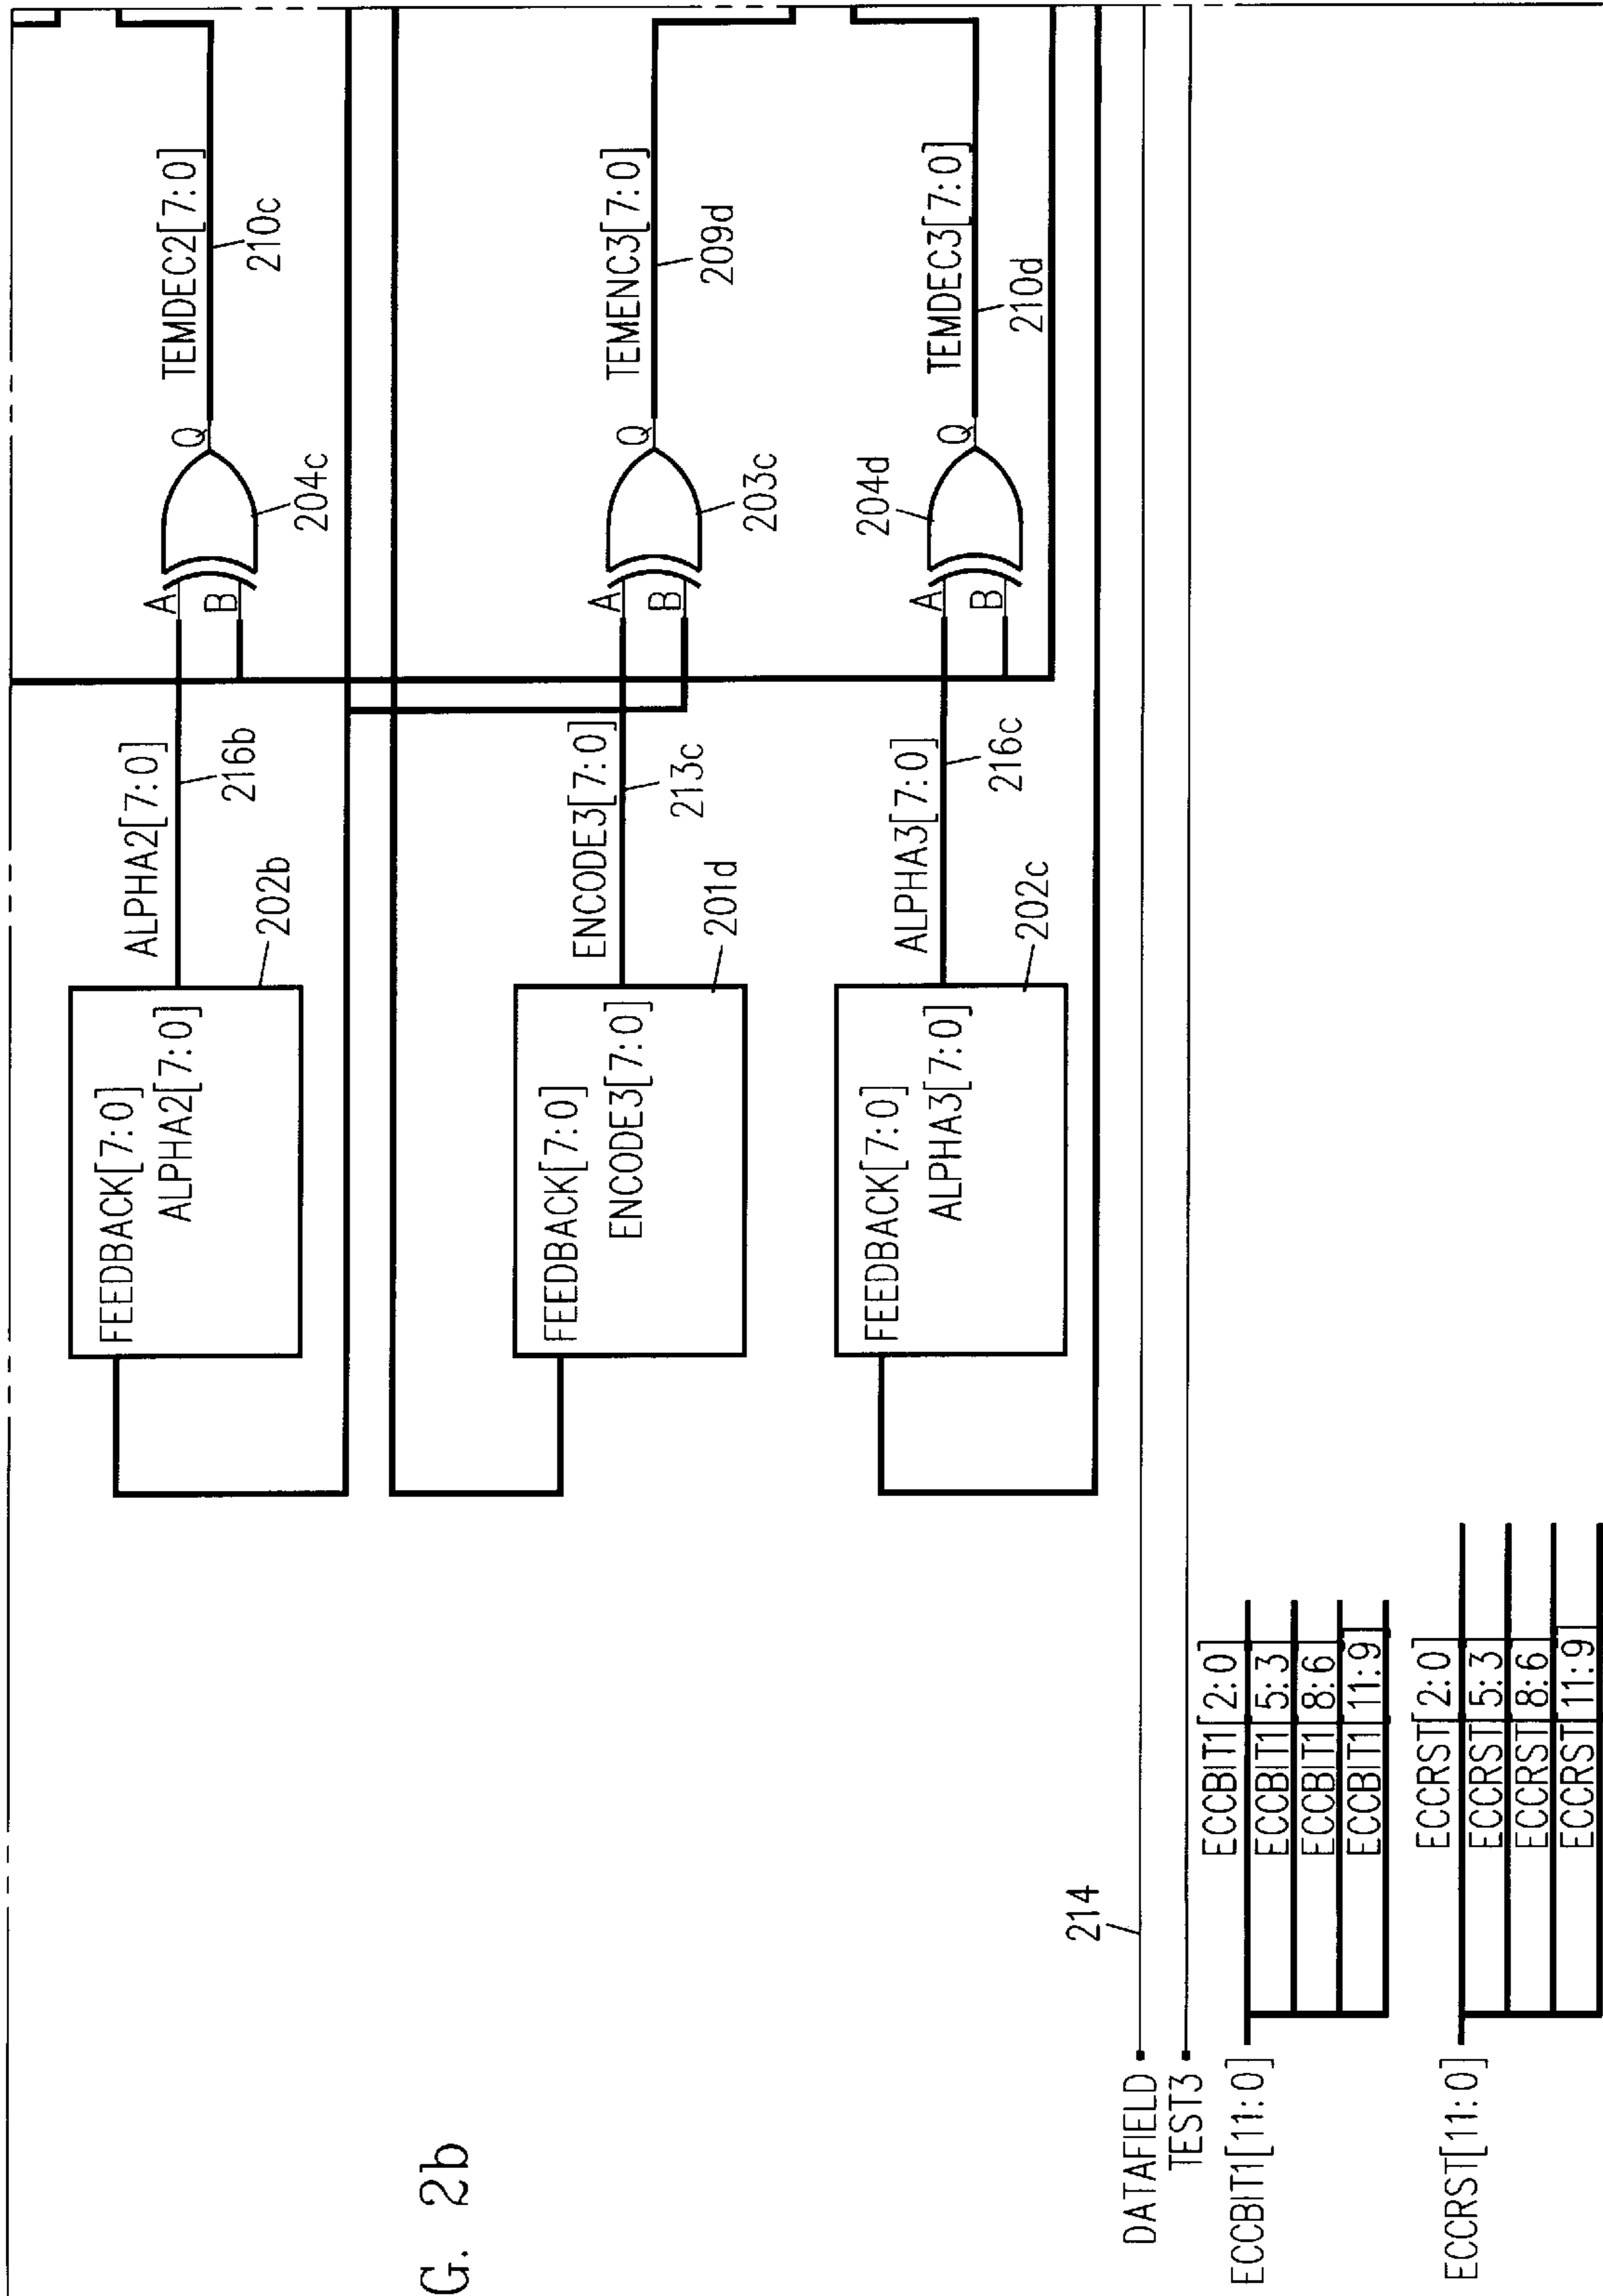 G. 2b
FEEDBACK[7:0]
ALPHA2[7:0]
202b
ALPHA2[7:0]
216b
A
B
Q
204c
TEMDEC2[7:0]
210c
FEEDBACK[7:0]
ENCODE3[7:0]
201d
ENCODE3[7:0]
213c
A
B
Q
203c
TEMENC3[7:0]
209d
FEEDBACK[7:0]
ALPHA3[7:0]
202c
ALPHA3[7:0]
216c
A
B
Q
204d
TEMDEC3[7:0]
210d
214
DATAFIELD
TEST3
ECCBIT1[11:0]
ECCBIT1[2:0]
ECCBIT1[5:3]
ECCBIT1[8:6]
ECCBIT1[11:9]
ECCRST[11:0]
ECCRST[2:0]
ECCRST[5:3]
ECCRST[8:6]
ECCRST[11:9]